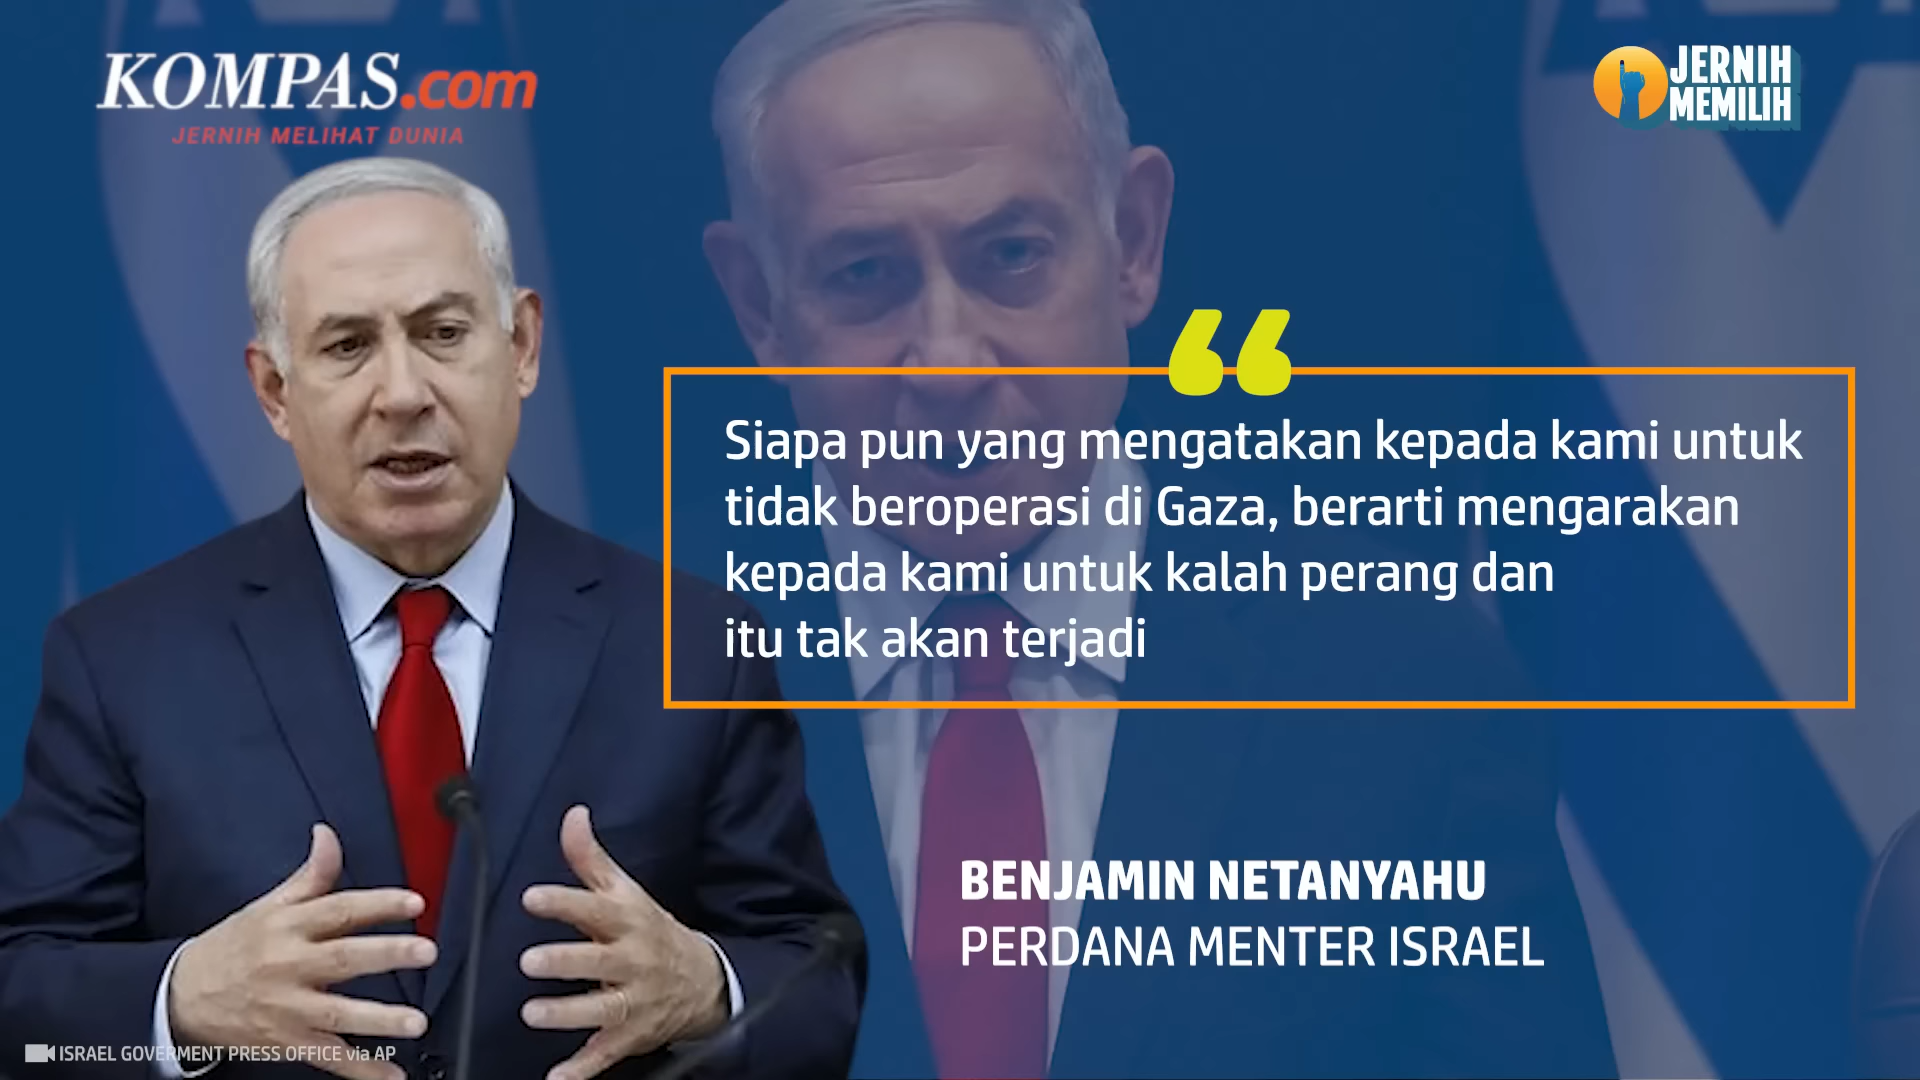 KOMPAS.com
JERNIH MELIHAT DUNIA
JERNIH
MEMILIH
Siapa pun yang mengatakan kepada kami untuk
tidak beroperasi di Gaza, berarti mengarakan
kepada kami untuk kalah perang dan
itu tak akan terjadi
BENJAMIN NETANYAHU
PERDANA MENTER ISRAEL
ISRAEL GOVERMENT PRESS OFFICE via AP